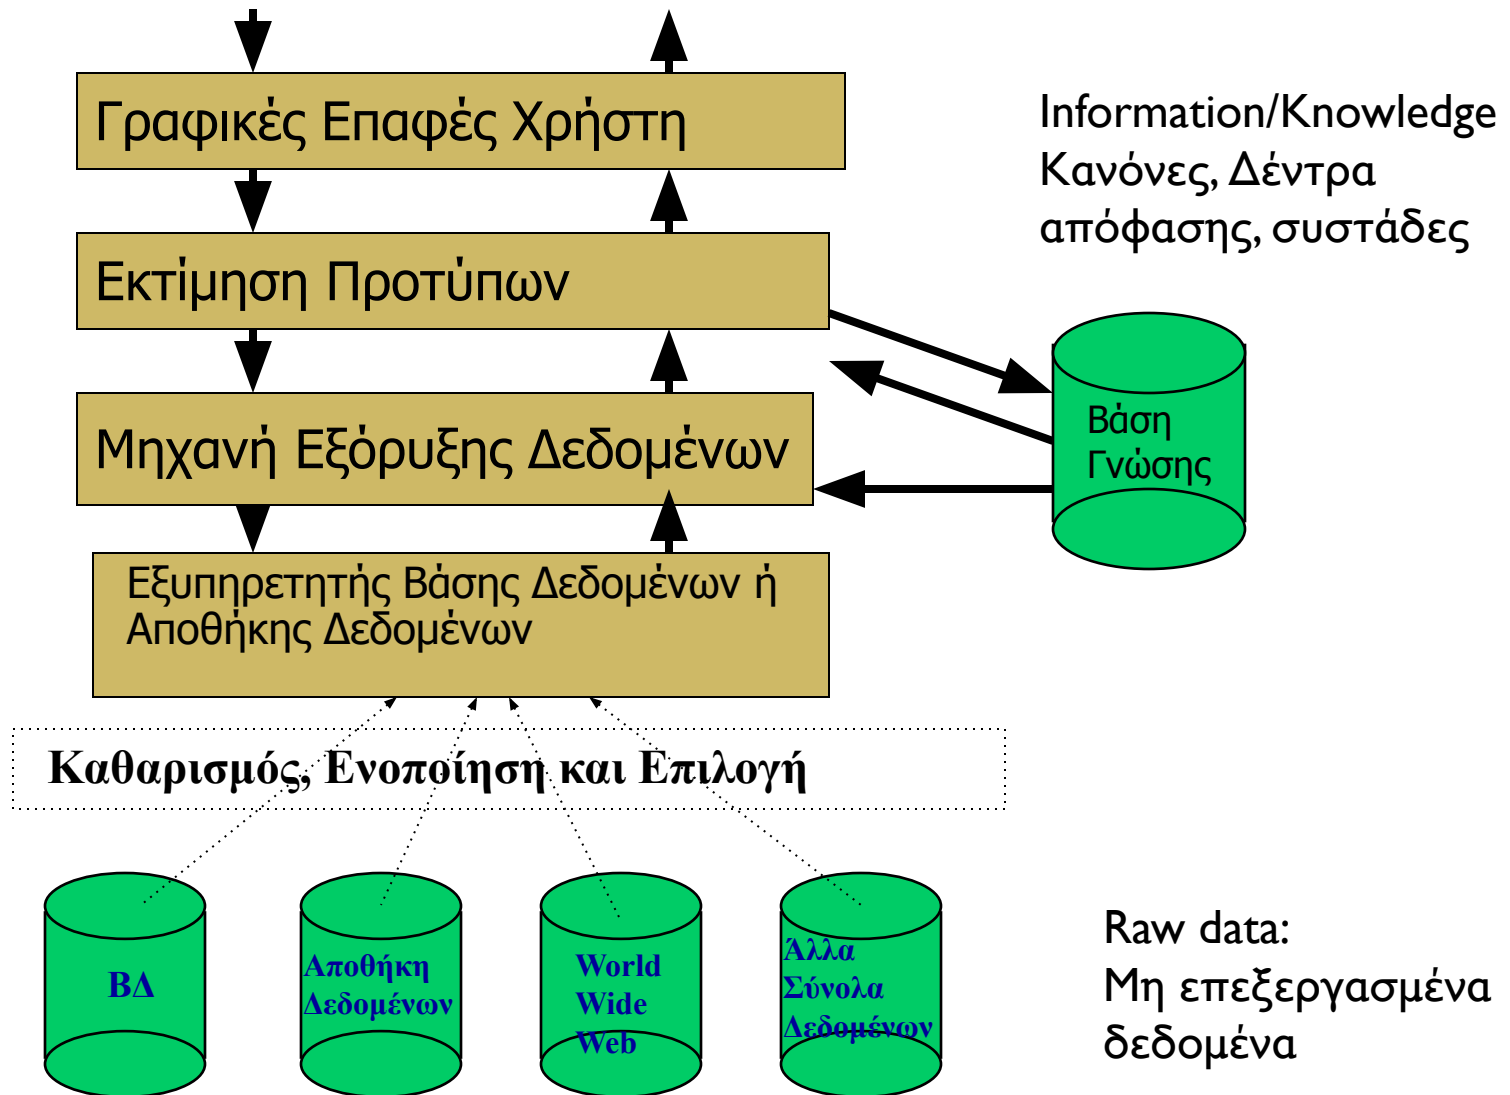 Γραφικές Επαφές Χρήστη
Information/Knowledge
Κανόνες, Δέντρα
απόφασης, συστάδες
Εκτίμηση Προτύπων
Μηχανή Εξόρυξης Δεδομένων
Βάση
Γνώσης
Εξυπηρετητής Βάσης Δεδομένων ή
Αποθήκης Δεδομένων
Καθαρισμός, Ενοποίηση και Επιλογή
ΒΔ
Αποθήκη
Δεδομένων
World
Wide
Web
Άλλα
Σύνολα
Δεδομένων
Raw data:
Μη επεξεργασμένα
δεδομένα